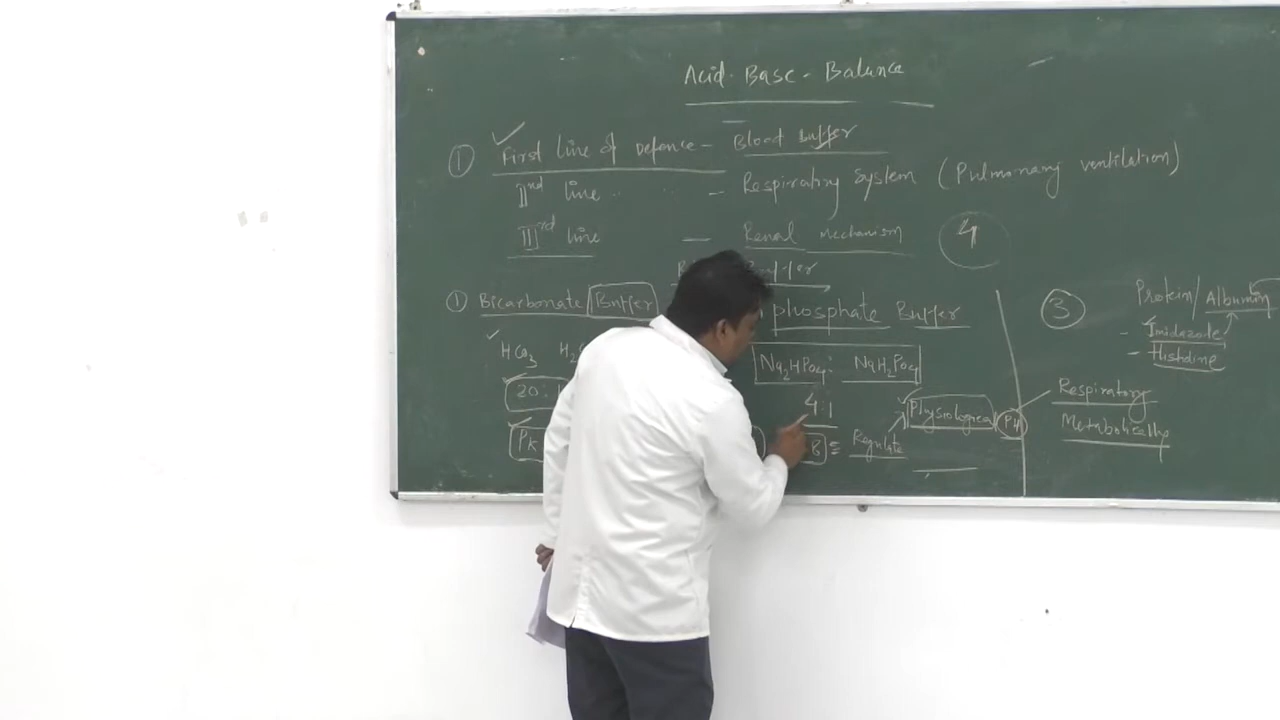 Acid - Base - Balance
① First line of Defence - Blood Buffer
IInd line - Respiratory System (Pulmonary ventilation)
IIIrd line - Renal mechanism
4
Buffer
① Bicarbonate Buffer
HCO3
20:1
PK
phosphate Buffer
Na2HPO4: NaH2PO4
4:1
8 ≡ Regulate Physiological PH
③ Protein/Albumin
- Imidazole
- Histidine
Respiratory
Metabolically